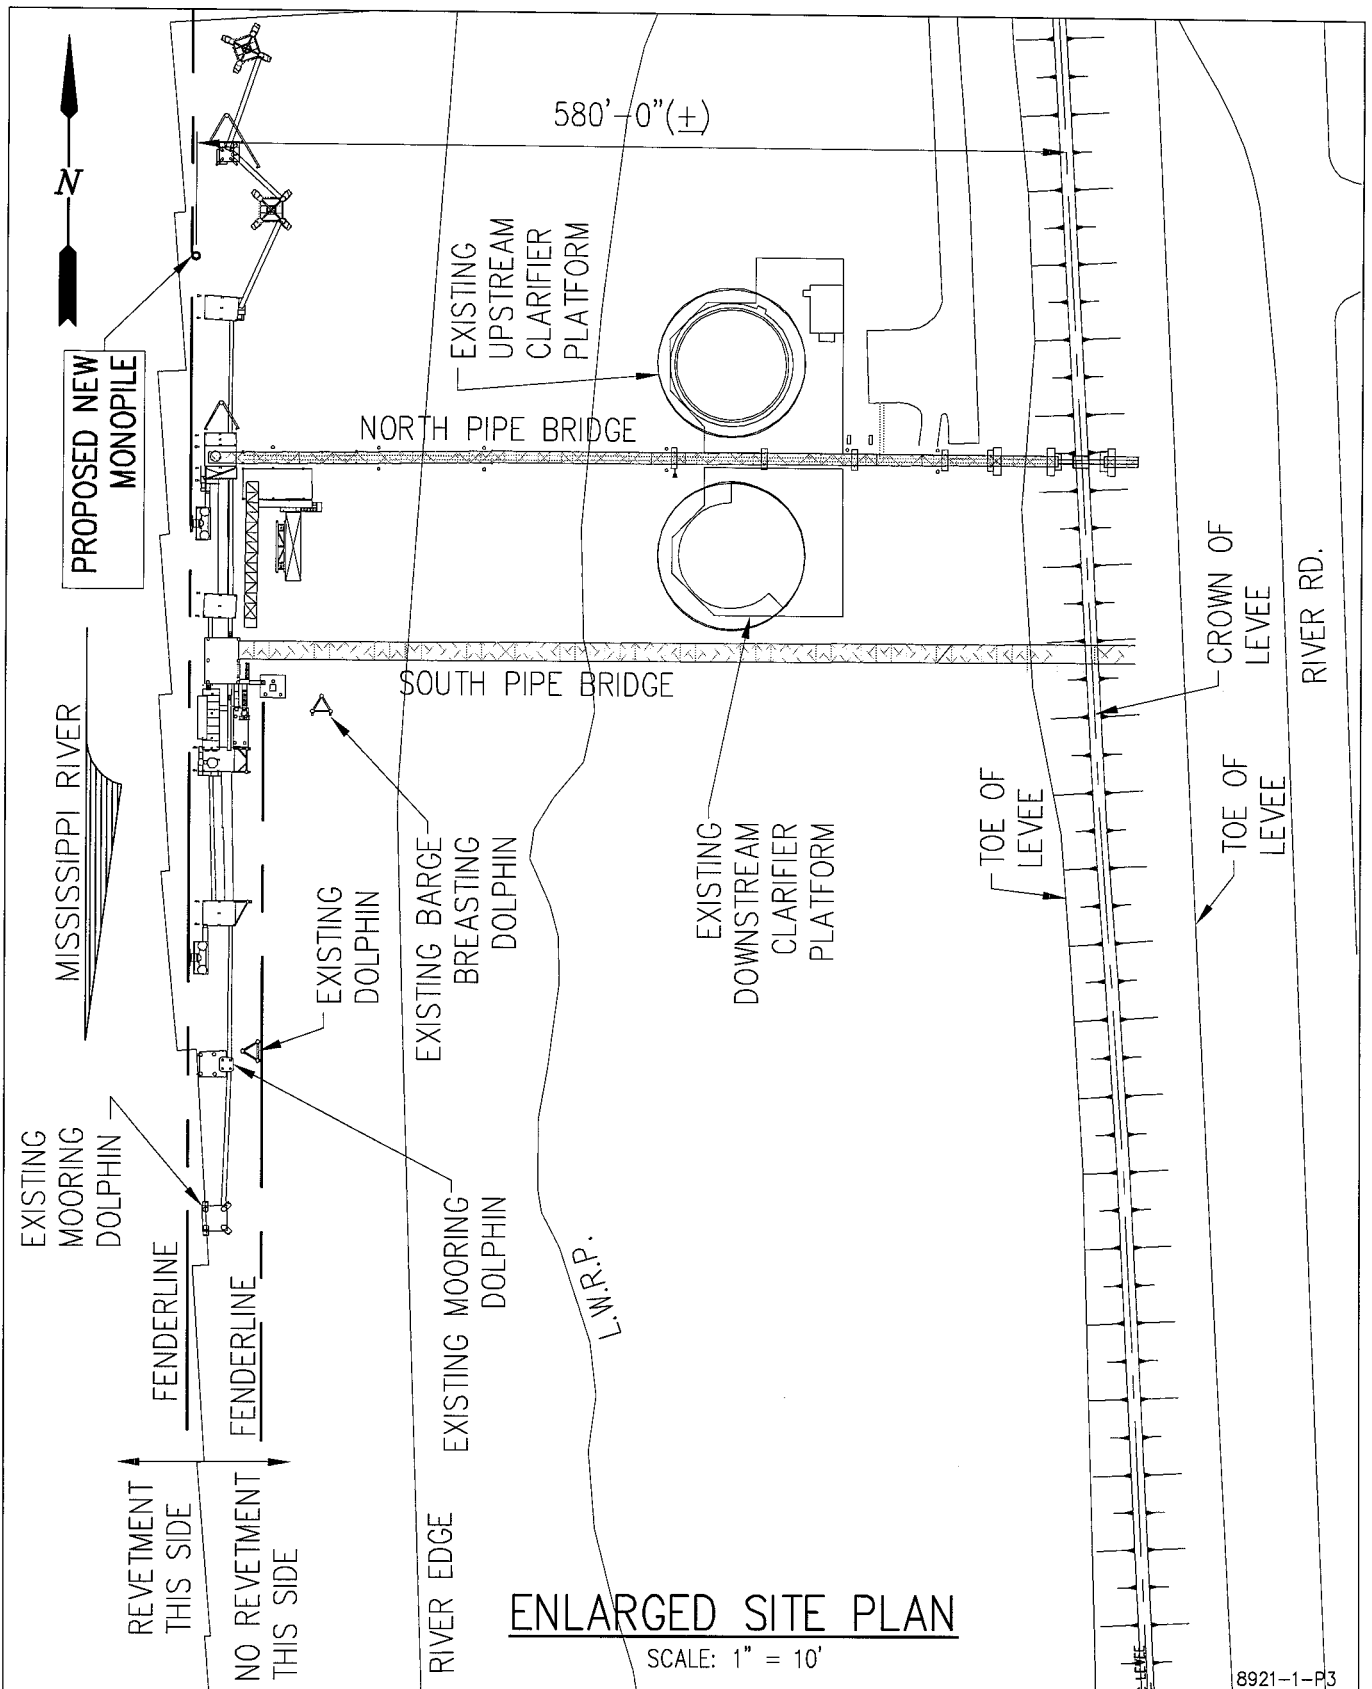 580'-0"(±)
N
PROPOSED NEW
MONOPILE
EXISTING
UPSTREAM
CLARIFIER
PLATFORM
NORTH PIPE BRIDGE
SOUTH PIPE BRIDGE
CROWN OF
LEVEE
RIVER RD.
MISSISSIPPI RIVER
EXISTING
DOLPHIN
EXISTING BARGE
BREASTING
DOLPHIN
EXISTING
DOWNSTREAM
CLARIFIER
PLATFORM
TOE OF
LEVEE
TOE OF
LEVEE
EXISTING
MOORING
DOLPHIN
EXISTING MOORING
DOLPHIN
L.W.R.P.
FENDERLINE
FENDERLINE
REVETMENT
THIS SIDE
NO REVETMENT
THIS SIDE
RIVER EDGE
ENLARGED SITE PLAN
SCALE: 1" = 10'
LEVEE
8921-1-P3